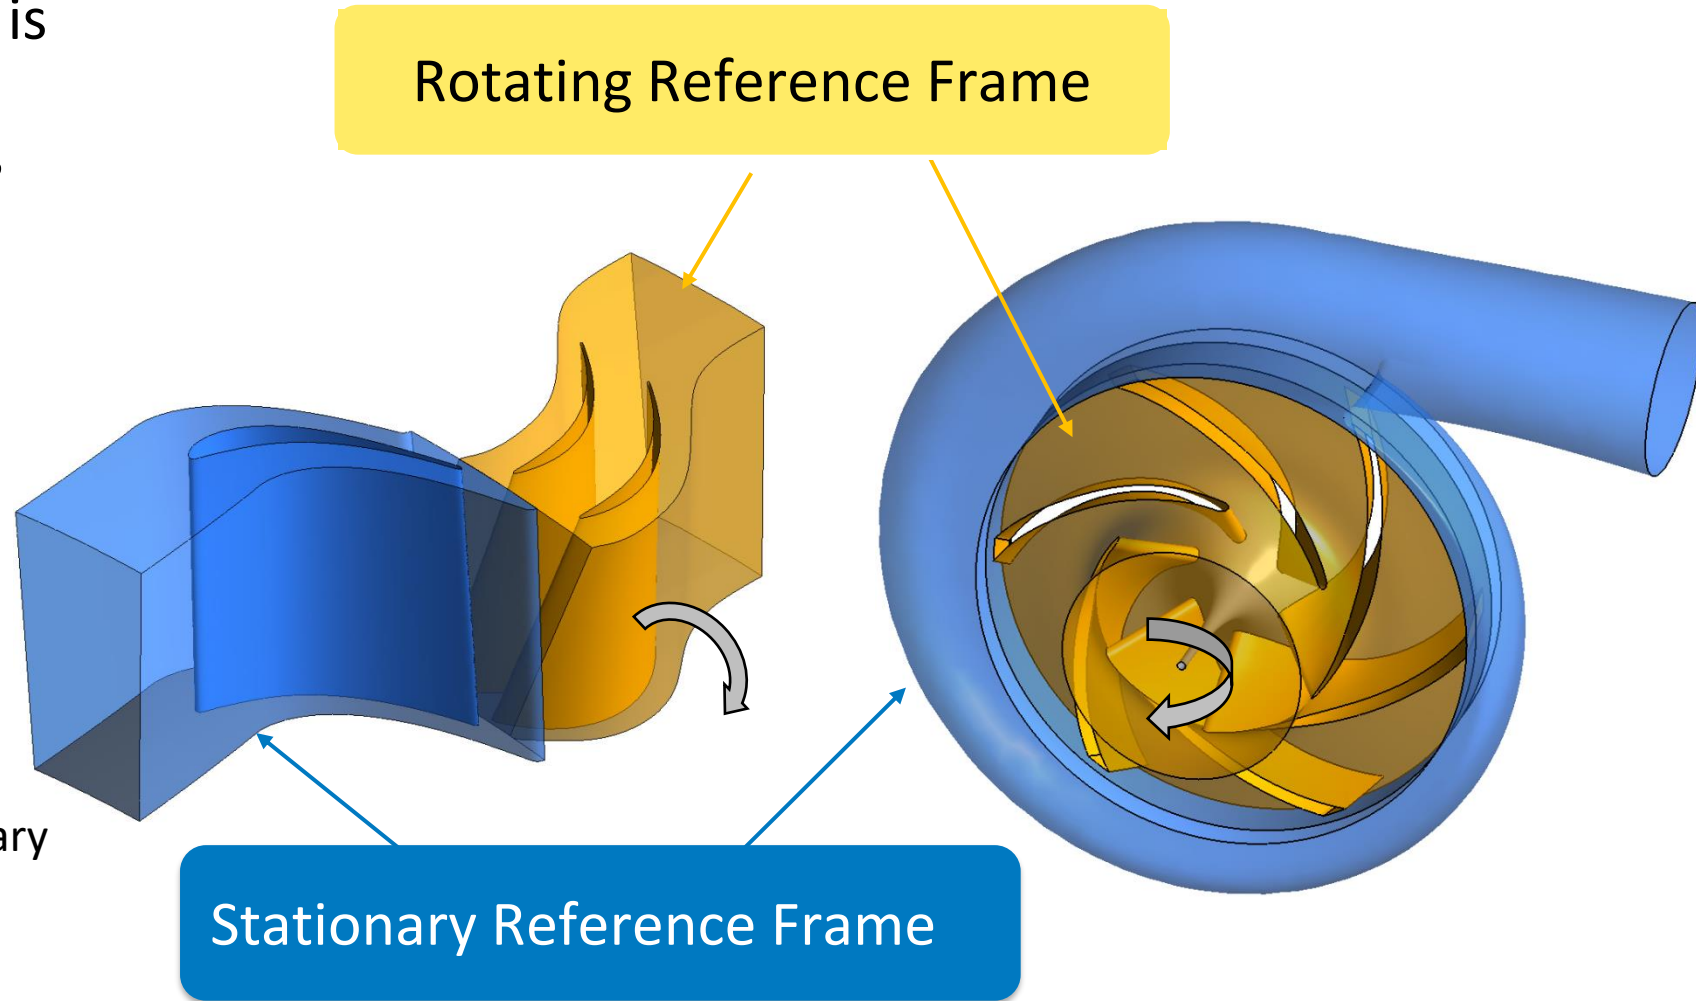 is
Rotating Reference Frame
ary
Stationary Reference Frame